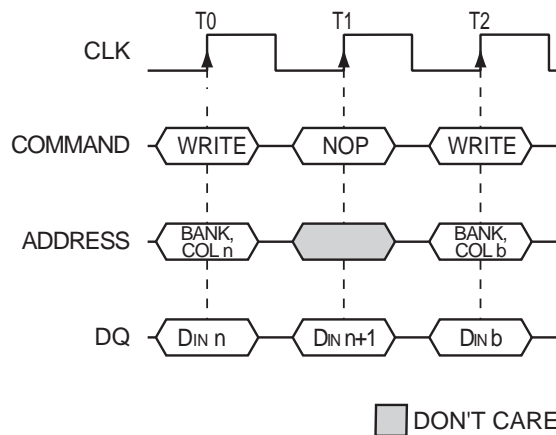 T0 T1 T2
CLK
COMMAND WRITE NOP WRITE
ADDRESS BANK, COL n BANK, COL b
DQ DIN n DIN n+1 DIN b
DON'T CARE